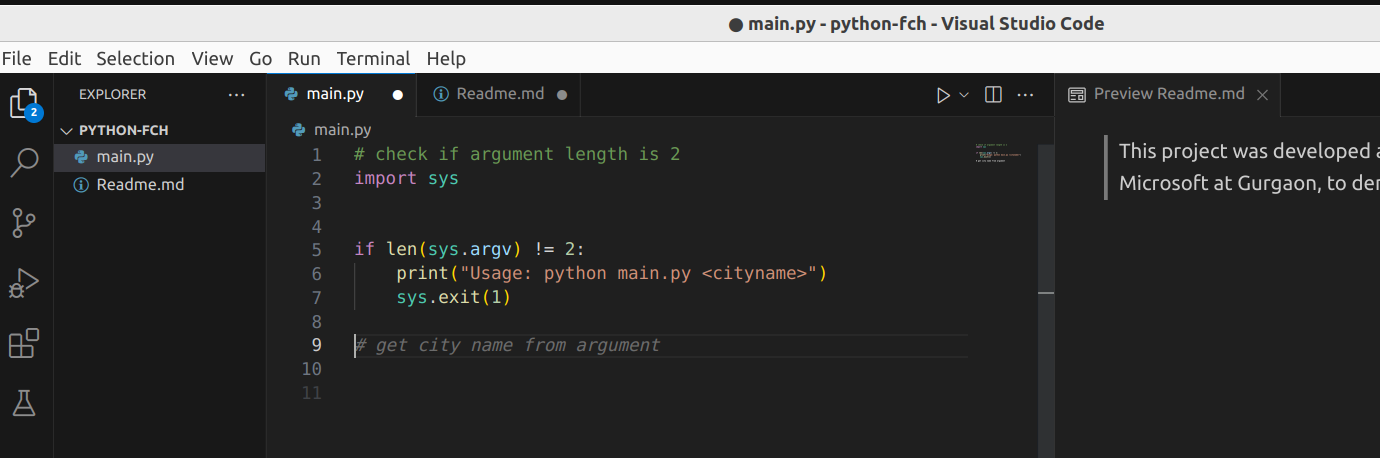 ● main.py - python-fch - Visual Studio Code
File Edit Selection View Go Run Terminal Help
2
EXPLORER
PYTHON-FCH
main.py
Readme.md
main.py
Readme.md
main.py
1 # check if argument length is 2
2 import sys
3
4
5 if len(sys.argv) != 2:
6     print("Usage: python main.py <cityname>")
7     sys.exit(1)
8
9 # get city name from argument
10
11
Preview Readme.md
This project was developed
Microsoft at Gurgaon, to